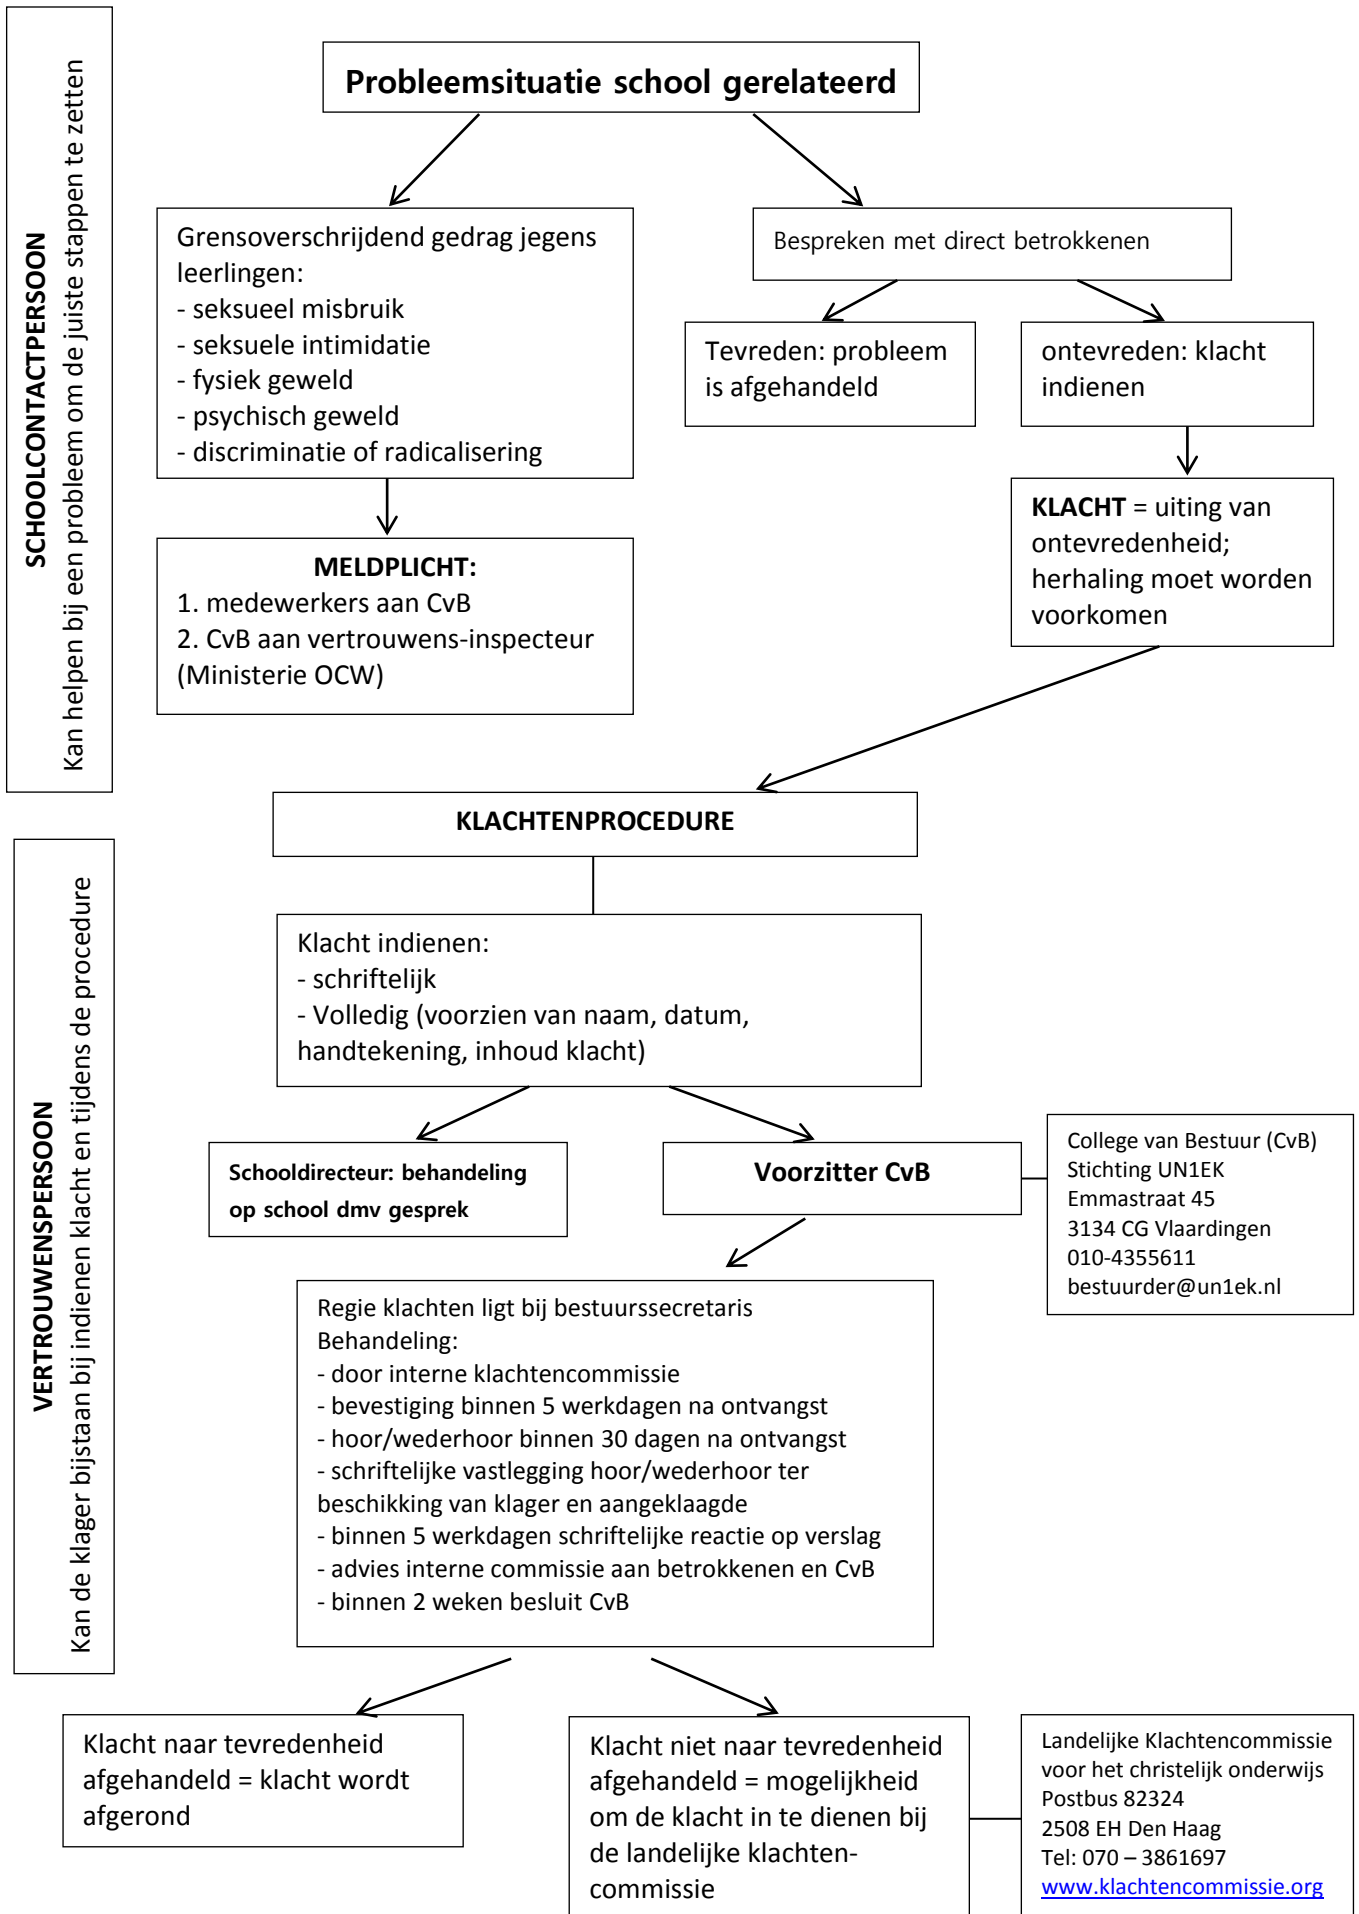 Probleemsituatie school gerelateerd
SCHOOLCONTACTPERSOON
Kan helpen bij een probleem om de juiste stappen te zetten
Grensoverschrijdend gedrag jegens
leerlingen:
- seksueel misbruik
- seksuele intimidatie
- fysiek geweld
- psychisch geweld
- discriminatie of radicalisering
MELDPLICHT:
1. medewerkers aan CvB
2. CvB aan vertrouwens-inspecteur
(Ministerie OCW)
Bespreken met direct betrokkenen
Tevreden: probleem
is afgehandeld
ontevreden: klacht
indienen
KLACHT = uiting van
ontevredenheid;
herhaling moet worden
voorkomen
KLACHTENPROCEDURE
VERTROUWENSPERSOON
Kan de klager bijstaan bij indienen klacht en tijdens de procedure
Klacht indienen:
- schriftelijk
- Volledig (voorzien van naam, datum,
handtekening, inhoud klacht)
Schooldirecteur: behandeling
op school dmv gesprek
Voorzitter CvB
College van Bestuur (CvB)
Stichting UN1EK
Emmastraat 45
3134 CG Vlaardingen
010-4355611
bestuurder@un1ek.nl
Regie klachten ligt bij bestuurssecretaris
Behandeling:
- door interne klachtencommissie
- bevestiging binnen 5 werkdagen na ontvangst
- hoor/wederhoor binnen 30 dagen na ontvangst
- schriftelijke vastlegging hoor/wederhoor ter
beschikking van klager en aangeklaagde
- binnen 5 werkdagen schriftelijke reactie op verslag
- advies interne commissie aan betrokkenen en CvB
- binnen 2 weken besluit CvB
Klacht naar tevredenheid
afgehandeld = klacht wordt
afgerond
Klacht niet naar tevredenheid
afgehandeld = mogelijkheid
om de klacht in te dienen bij
de landelijke klachten-
commissie
Landelijke Klachtencommissie
voor het christelijk onderwijs
Postbus 82324
2508 EH Den Haag
Tel: 070 – 3861697
www.klachtencommissie.org